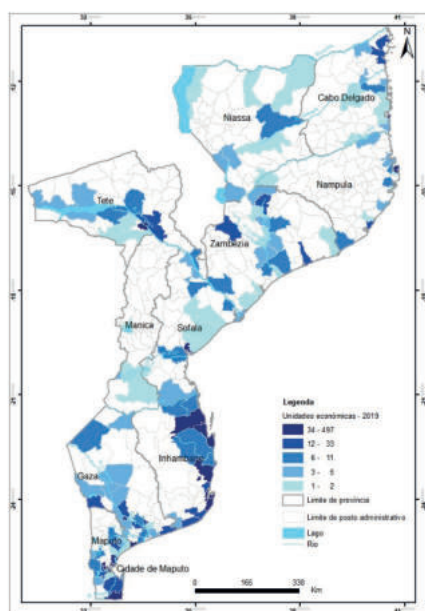 N
Cabo Delgado
Niassa
Nampula
Tete
Zambézia
Manica
Sofala
Inhambane
Gaza
Maputo
Cidade de Maputo
Legenda
Unidades económicas - 2019
34 - 497
12 - 33
6 - 11
3 - 5
1 - 2
Limite de província
Limite de posto administrativo
Lago
Rio
0 165 330
Km